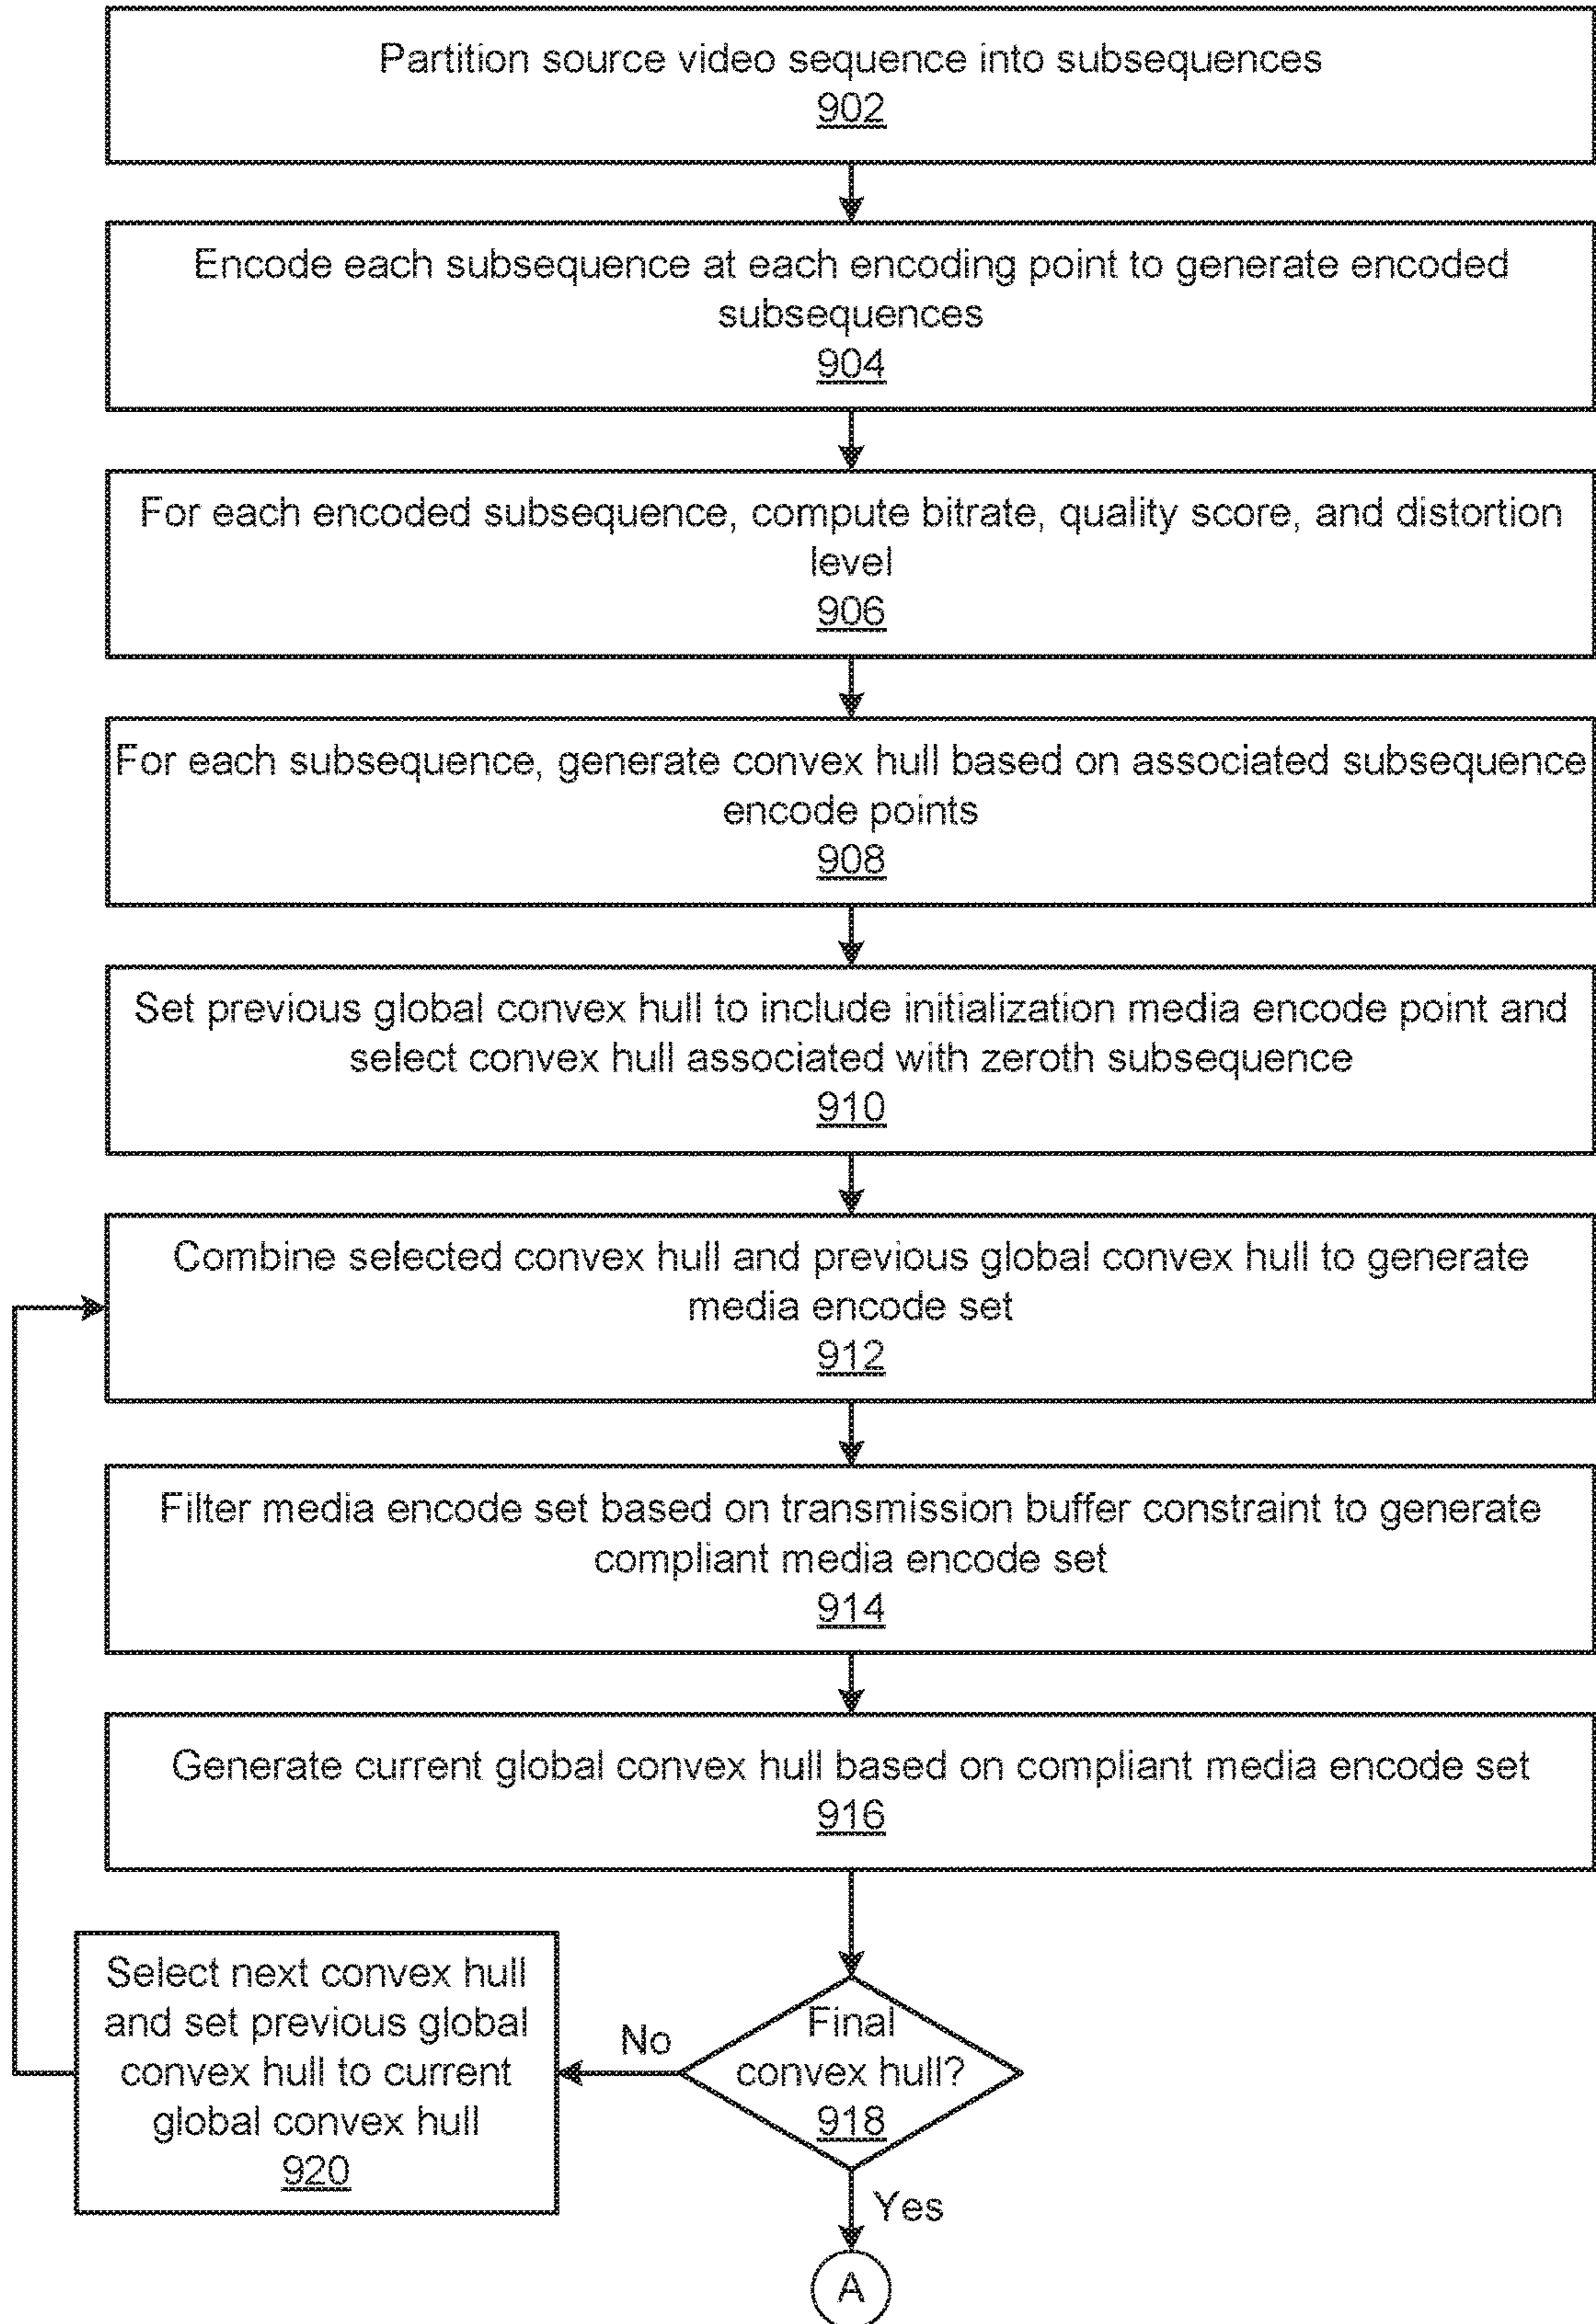 Partition source video sequence into subsequences
902
Encode each subsequence at each encoding point to generate encoded
subsequences
904
For each encoded subsequence, compute bitrate, quality score, and distortion
level
906
For each subsequence, generate convex hull based on associated subsequence
encode points
908
Set previous global convex hull to include initialization media encode point and
select convex hull associated with zeroth subsequence
910
Combine selected convex hull and previous global convex hull to generate
media encode set
912
Filter media encode set based on transmission buffer constraint to generate
compliant media encode set
914
Generate current global convex hull based on compliant media encode set
916
Select next convex hull
and set previous global
convex hull to current
global convex hull
920
No
Final
convex hull?
918
Yes
A